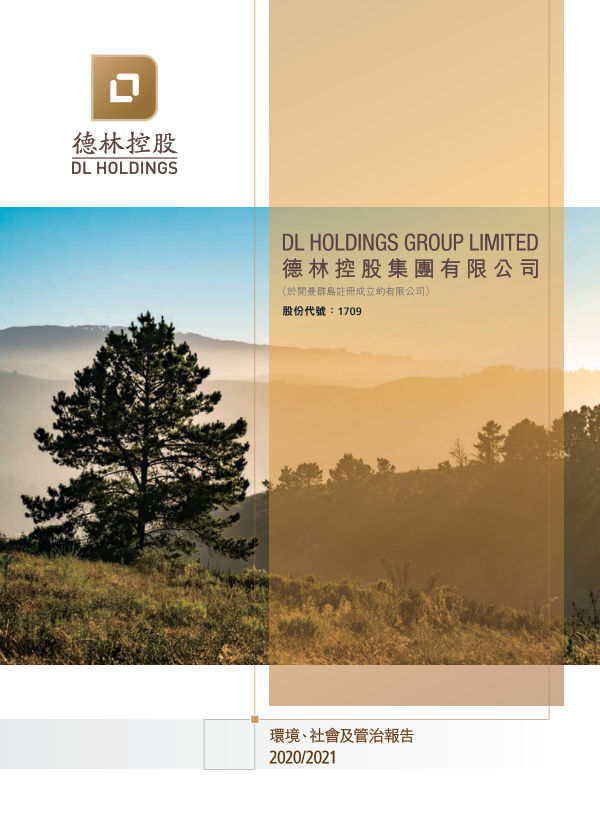 德林控股
DL HOLDINGS
DL HOLDINGS GROUP LIMITED
德林控股集團有限公司
（於開曼群島註冊成立的有限公司）
股份代號：1709
環境、社會及管治報告
2020/2021